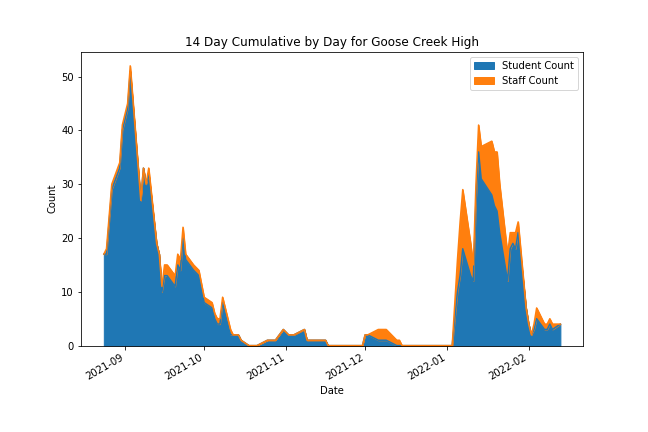 14 Day Cumulative by Day for Goose Creek High
Student Count
Staff Count
50
40
30
20
10
0
Count
2021-09
2021-10
2021-11
2021-12
2022-01
2022-02
Date